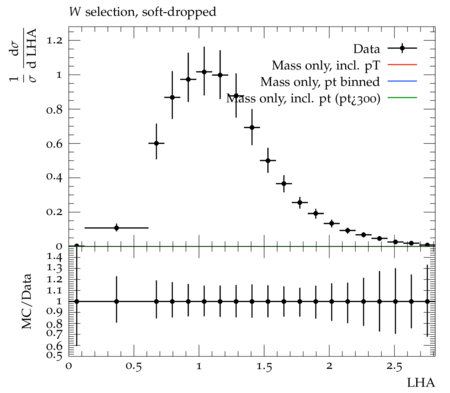 W selection, soft-dropped
1/σ dσ/d LHA
Data
Mass only, incl. pT
Mass only, pt binned
Mass only, incl. pt (pt¿300)
1.2
1
0.8
0.6
0.4
0.2
0
MC/Data
1.4
1.3
1.2
1.1
1
0.9
0.8
0.7
0.6
0.5
0 0.5 1 1.5 2 2.5
LHA